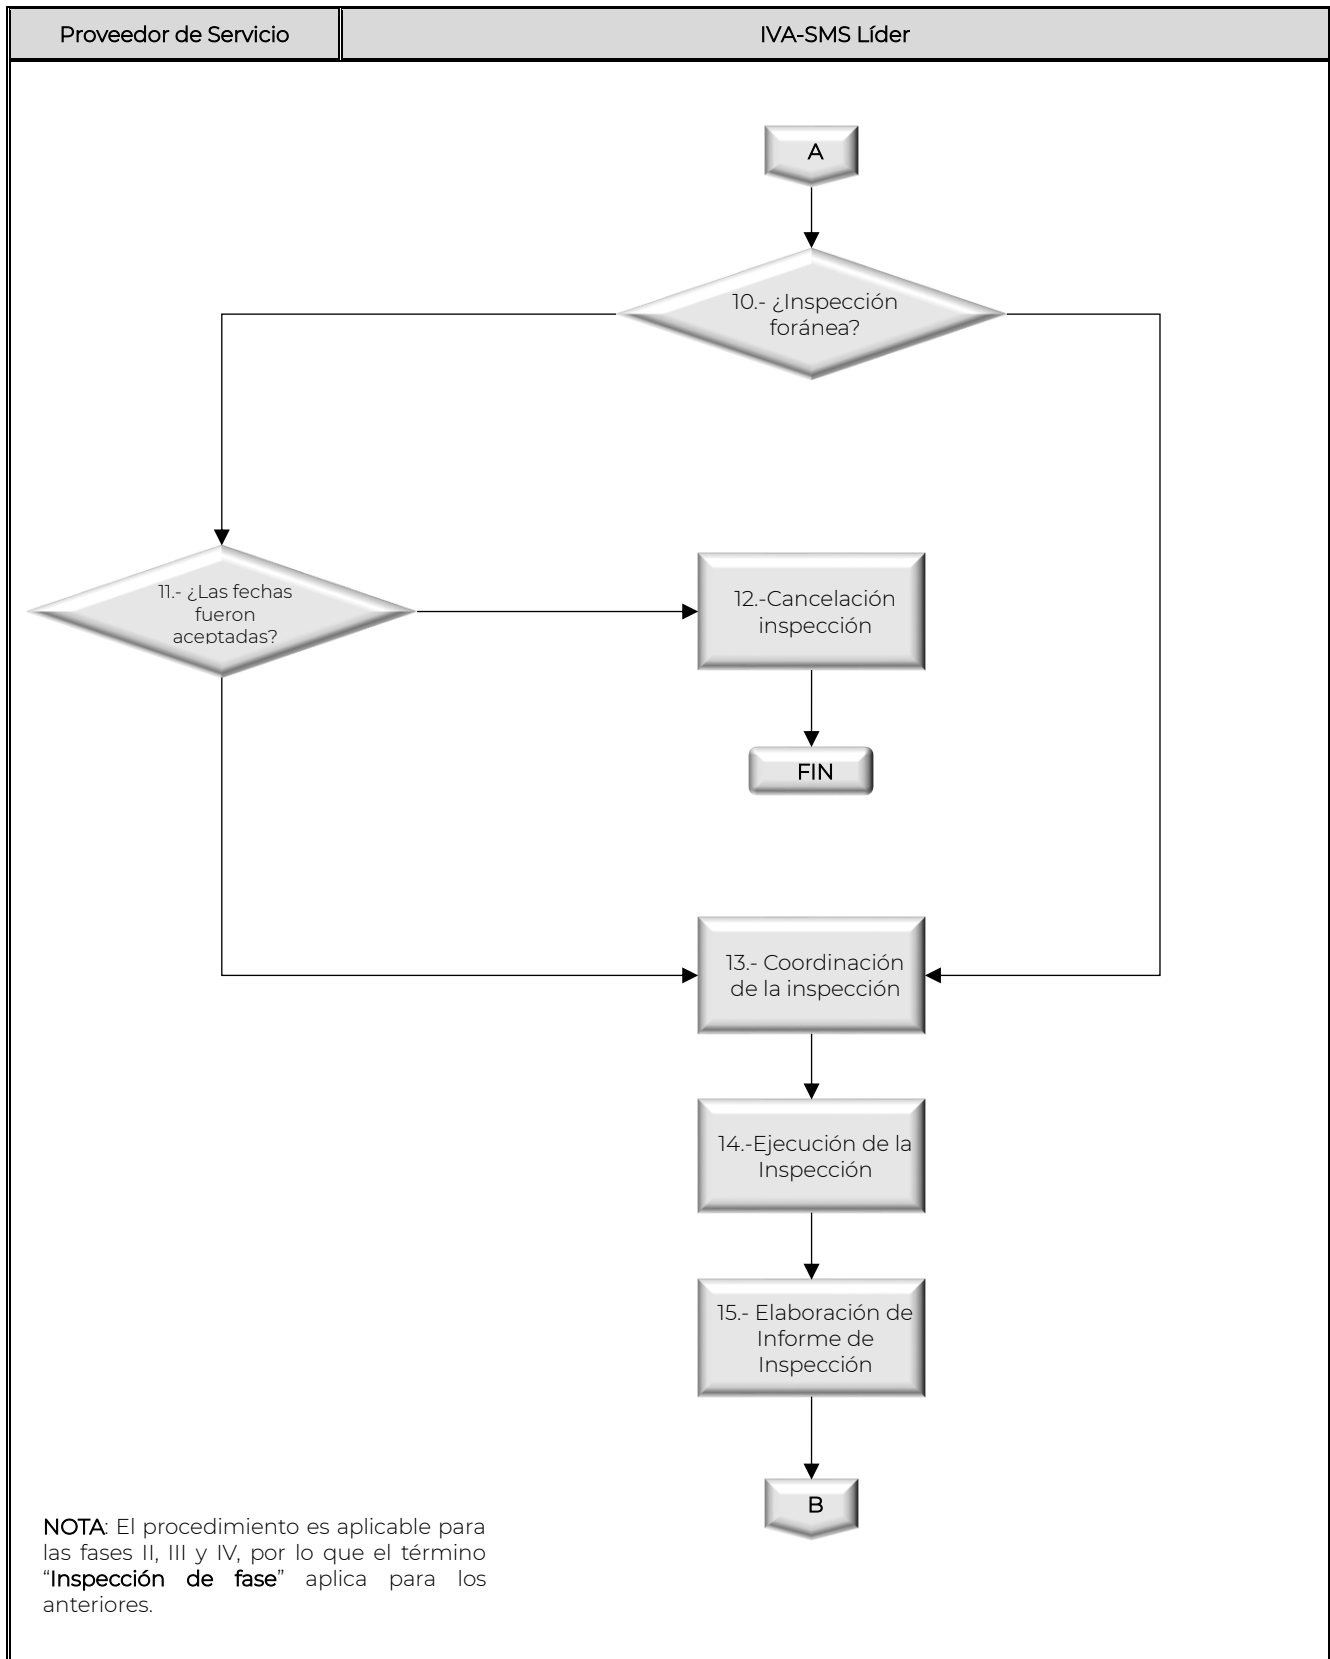 Proveedor de Servicio
IVA-SMS Líder
A
10.- ¿Inspección
foránea?
11.- ¿Las fechas
fueron
aceptadas?
12.-Cancelación
inspección
FIN
13.- Coordinación
de la inspección
14.-Ejecución de la
Inspección
15.- Elaboración de
Informe de
Inspección
B
NOTA: El procedimiento es aplicable para
las fases II, III y IV, por lo que el término
“Inspección de fase” aplica para los
anteriores.